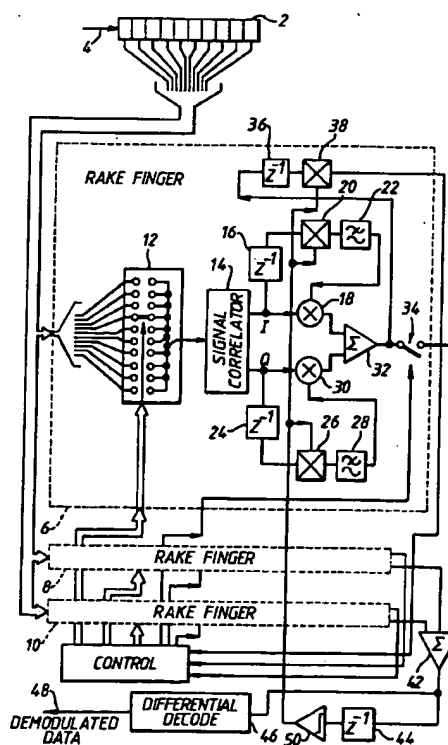 2
4
36
38
RAKE FINGER
Z⁻¹
20
22
12
16
14
Z⁻¹
SIGNAL CORRELATOR
18
34
I
Q
Σ
32
30
Z⁻¹
24
26
28
6
RAKE FINGER
8
RAKE FINGER
10
CONTROL
Σ
42
48
DEMODULATED DATA
DIFFERENTIAL DECODE
46
50
Z⁻¹
44